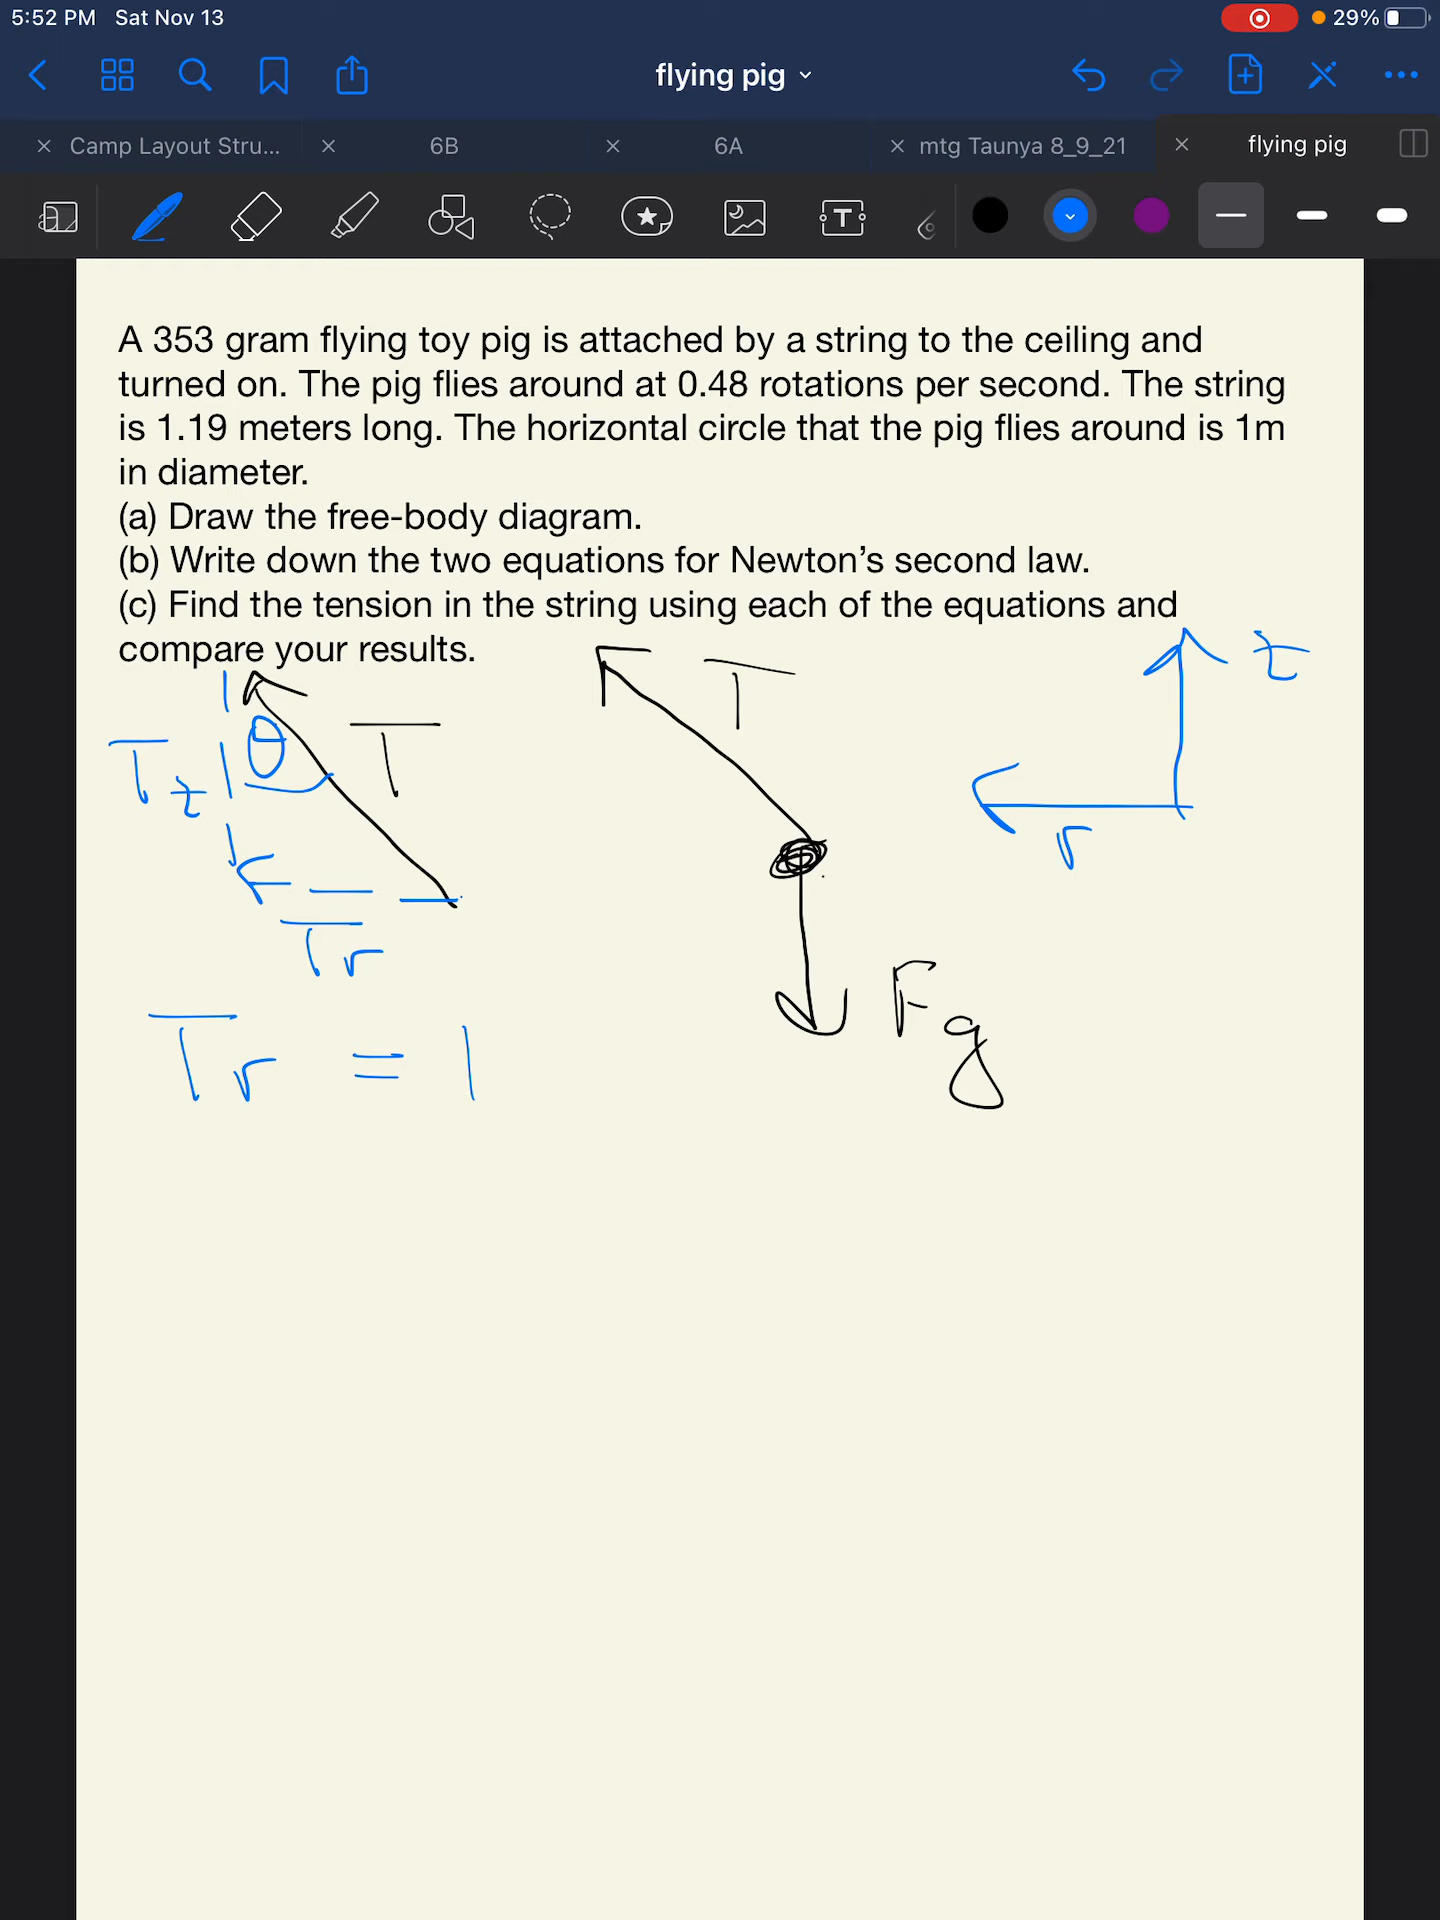 5:52 PM Sat Nov 13
29%
flying pig
Camp Layout Stru...
6B
6A
mtg Taunya 8_9_21
flying pig
A 353 gram flying toy pig is attached by a string to the ceiling and
turned on. The pig flies around at 0.48 rotations per second. The string
is 1.19 meters long. The horizontal circle that the pig flies around is 1m
in diameter.
(a) Draw the free-body diagram.
(b) Write down the two equations for Newton’s second law.
(c) Find the tension in the string using each of the equations and
compare your results.
T
z
θ
T
Tz
r
Tr
Fg
Tr = 1